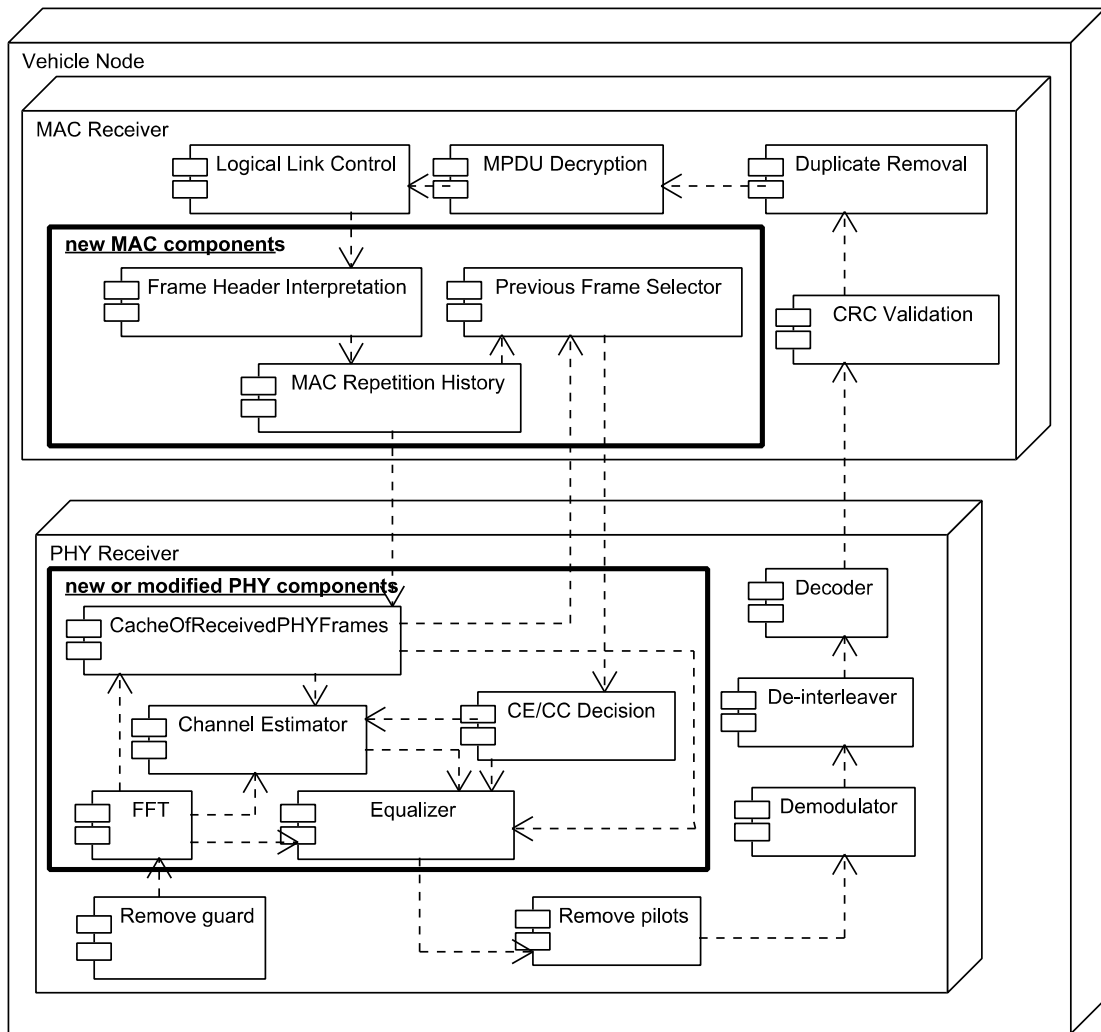 Vehicle Node
MAC Receiver
Logical Link Control
MPDU Decryption
Duplicate Removal
new MAC components
Frame Header Interpretation
Previous Frame Selector
CRC Validation
MAC Repetition History
PHY Receiver
new or modified PHY components
Decoder
CacheOfReceivedPHYFrames
De-interleaver
Channel Estimator
CE/CC Decision
FFT
Equalizer
Demodulator
Remove guard
Remove pilots